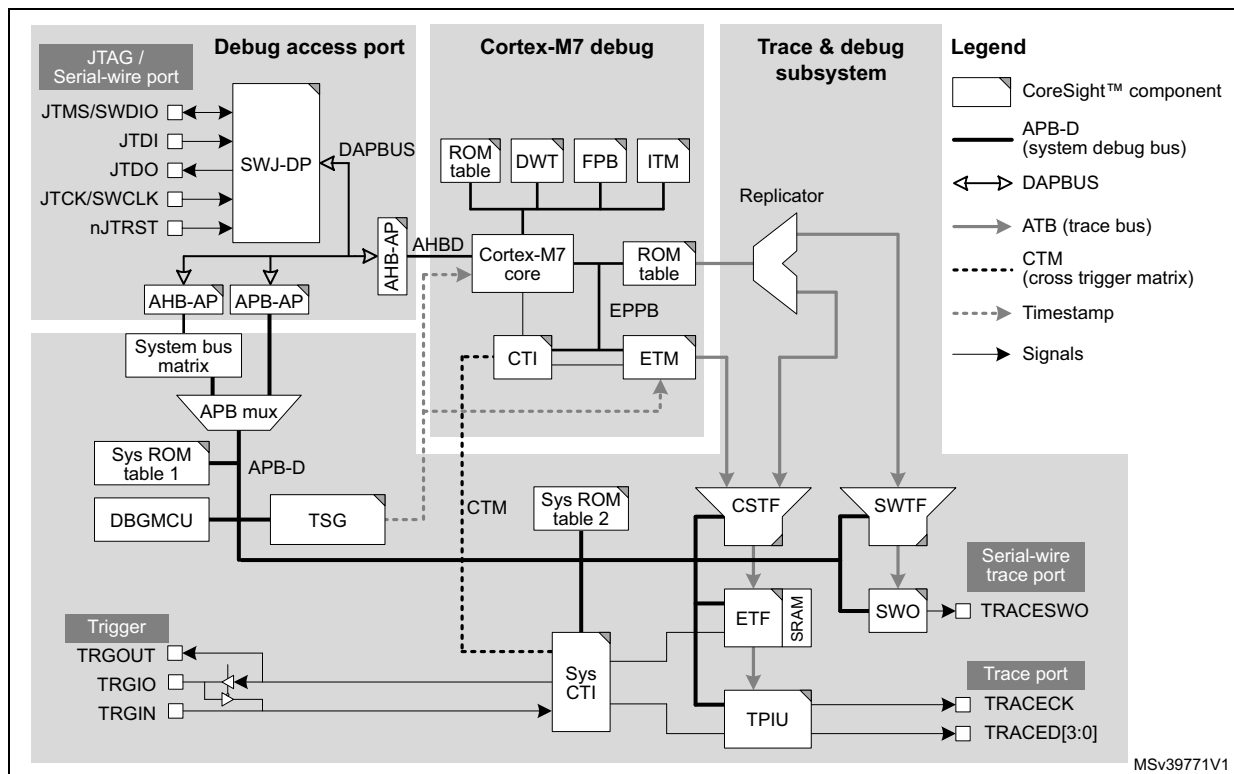 Debug access port
Cortex-M7 debug
Trace & debug
subsystem
Legend
JTAG /
Serial-wire port
JTMS/SWDIO
JTDI
JTDO
JTCK/SWCLK
nJTRST
SWJ-DP
DAPBUS
AHB-AP
APB-AP
AHB-AP
AHBD
ROM
table
DWT
FPB
ITM
Cortex-M7
core
ROM
table
EPPB
CTI
ETM
Replicator
CoreSight™ component
APB-D
(system debug bus)
DAPBUS
ATB (trace bus)
CTM
(cross trigger matrix)
Timestamp
Signals
System bus
matrix
APB mux
Sys ROM
table 1
APB-D
DBGMCU
TSG
CTM
Sys ROM
table 2
CSTF
SWTF
ETF
SRAM
SWO
Serial-wire
trace port
TRACESWO
Trigger
TRGOUT
TRGIO
TRGIN
Sys
CTI
TPIU
Trace port
TRACECK
TRACED[3:0]
MSv39771V1